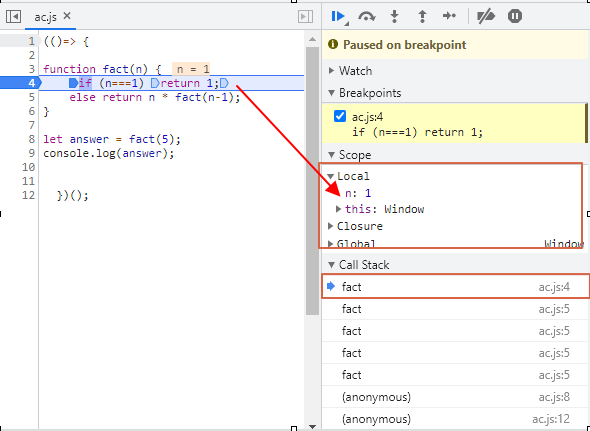 ac.js ×
1 (()=> {
2
3 function fact(n) { n = 1
4 if (n===1) return 1;
5 else return n * fact(n-1);
6 }
7
8 let answer = fact(5);
9 console.log(answer);
10
11
12 })();
Paused on breakpoint
Watch
Breakpoints
ac.js:4
if (n===1) return 1;
Scope
Local
n: 1
this: Window
Closure
Global Window
Call Stack
fact ac.js:4
fact ac.js:5
fact ac.js:5
fact ac.js:5
fact ac.js:5
(anonymous) ac.js:8
(anonymous) ac.js:12